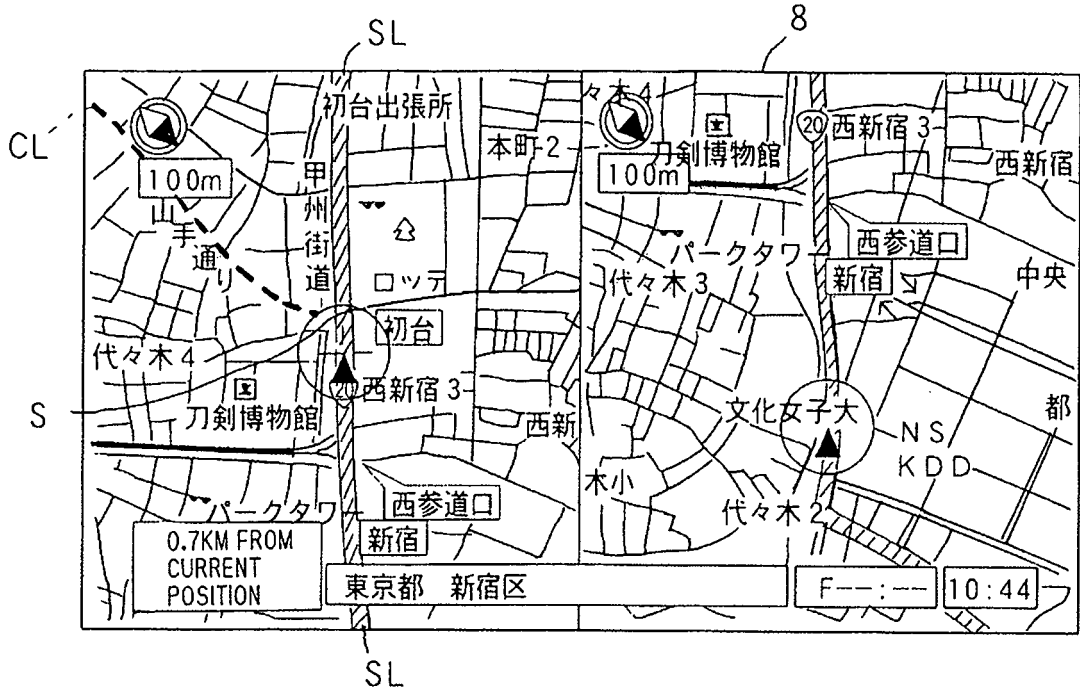 SL
8
CL'
S
SL
初台出張所
本町2
100m
甲州街道
山手通り
ロッテ
初台
代々木4
20
西新宿3
刀剣博物館
西新
西参道口
パークタワー
新宿
0.7KM FROM
CURRENT
POSITION
東京都 新宿区
々木4
20
西新宿3
刀剣博物館
100m
西新宿
西参道口
パークタワー
新宿
代々木3
中央
文化女子大
都
1
NS
KDD
木小
代々木2
F--:--
10:44